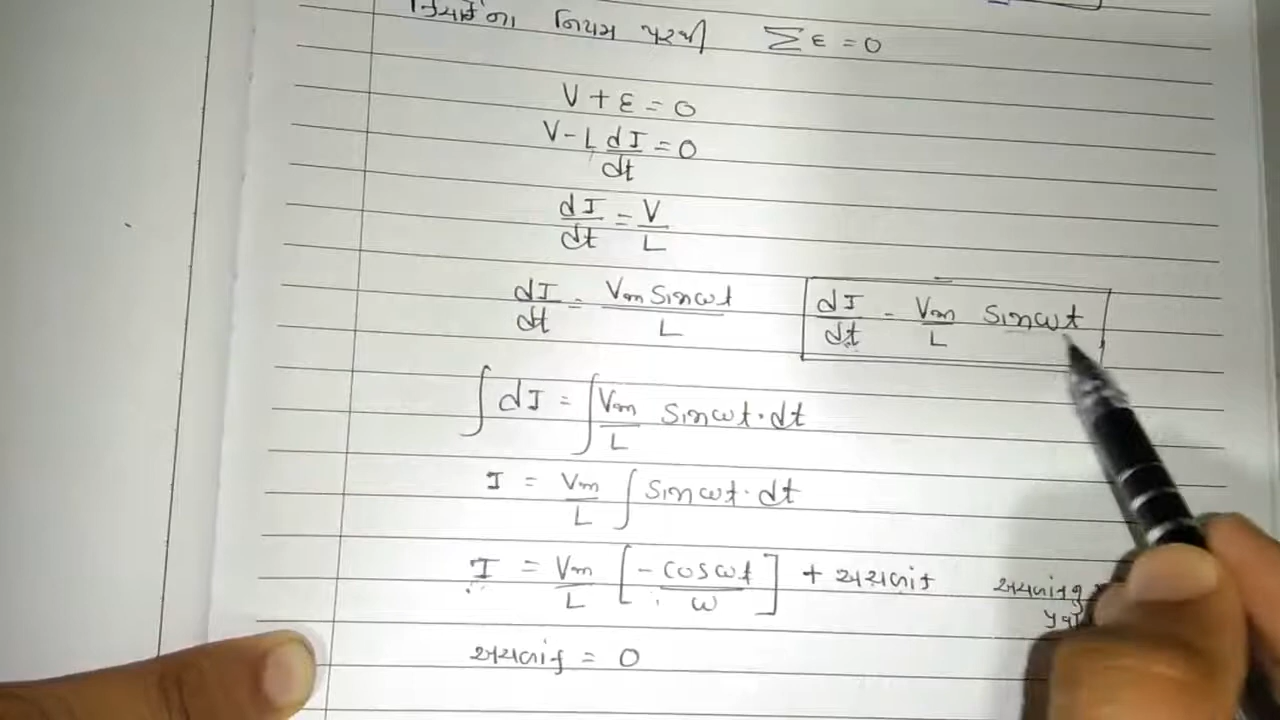 નિયમ પરથી Σε = 0
V + ε = 0
V - L dI/dt = 0
dI/dt = V/L
dI/dt = Vm sinωt/L
dI/dt = Vm/L sinωt
∫ dI = ∫ Vm/L sinωt · dt
I = Vm/L ∫ sinωt · dt
I = Vm/L [-cosωt/ω] + અચળાંક
અચળાંક = 0